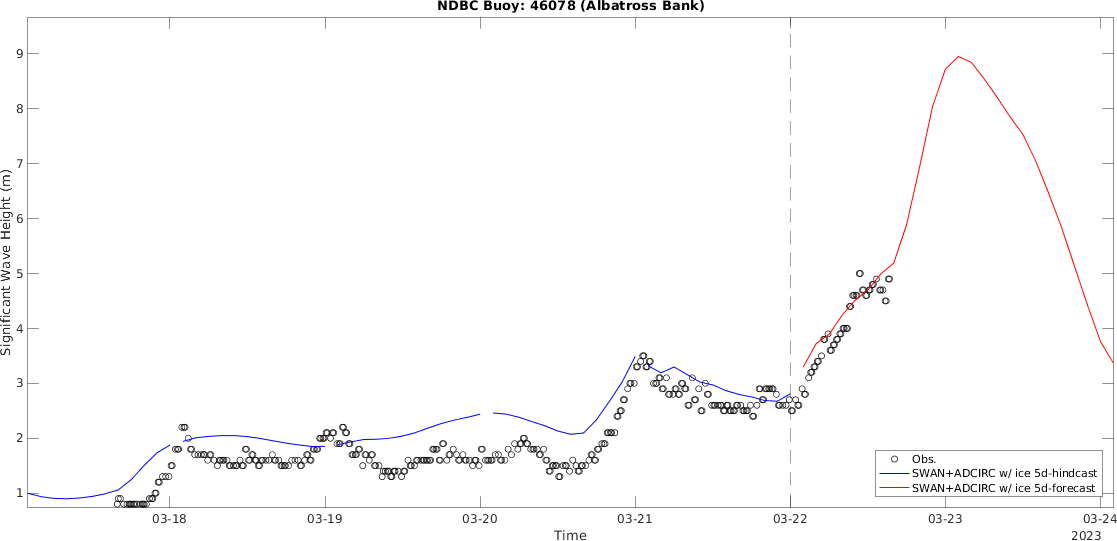 NDBC Buoy: 46078 (Albatross Bank)
Significant Wave Height (m)
9
8
7
6
5
4
3
2
1
Obs.
SWAN+ADCIRC w/ ice 5d-hindcast
SWAN+ADCIRC w/ ice 5d-forecast
03-18
03-19
03-20
03-21
03-22
03-23
03-24
Time
2023